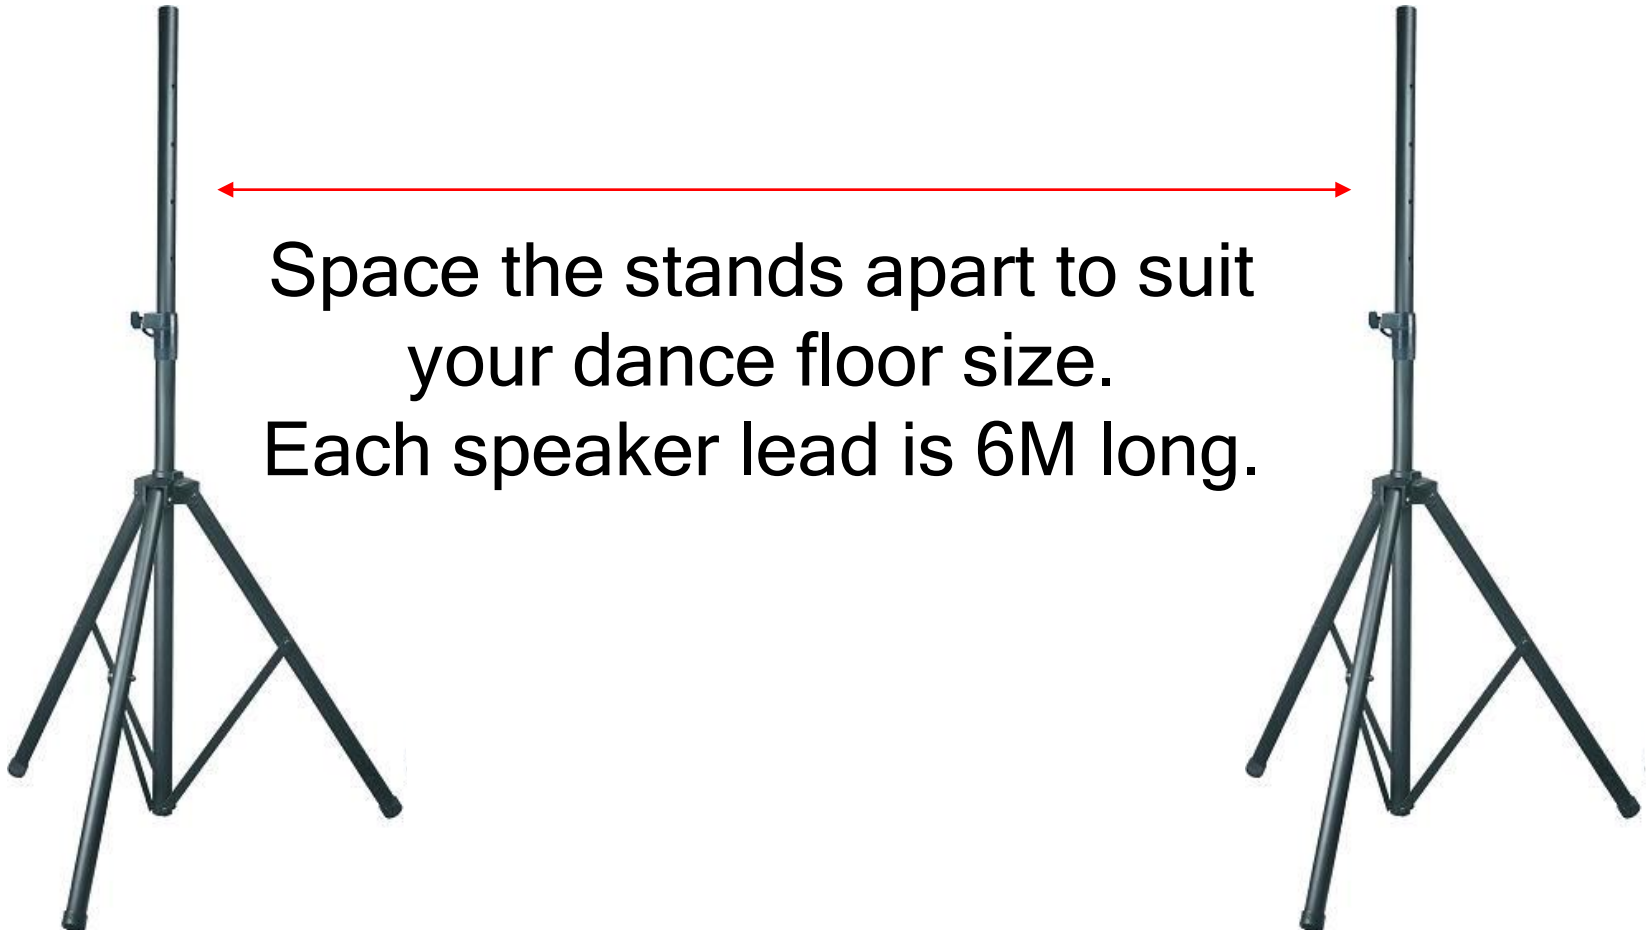 Space the stands apart to suit
your dance floor size.
Each speaker lead is 6M long.